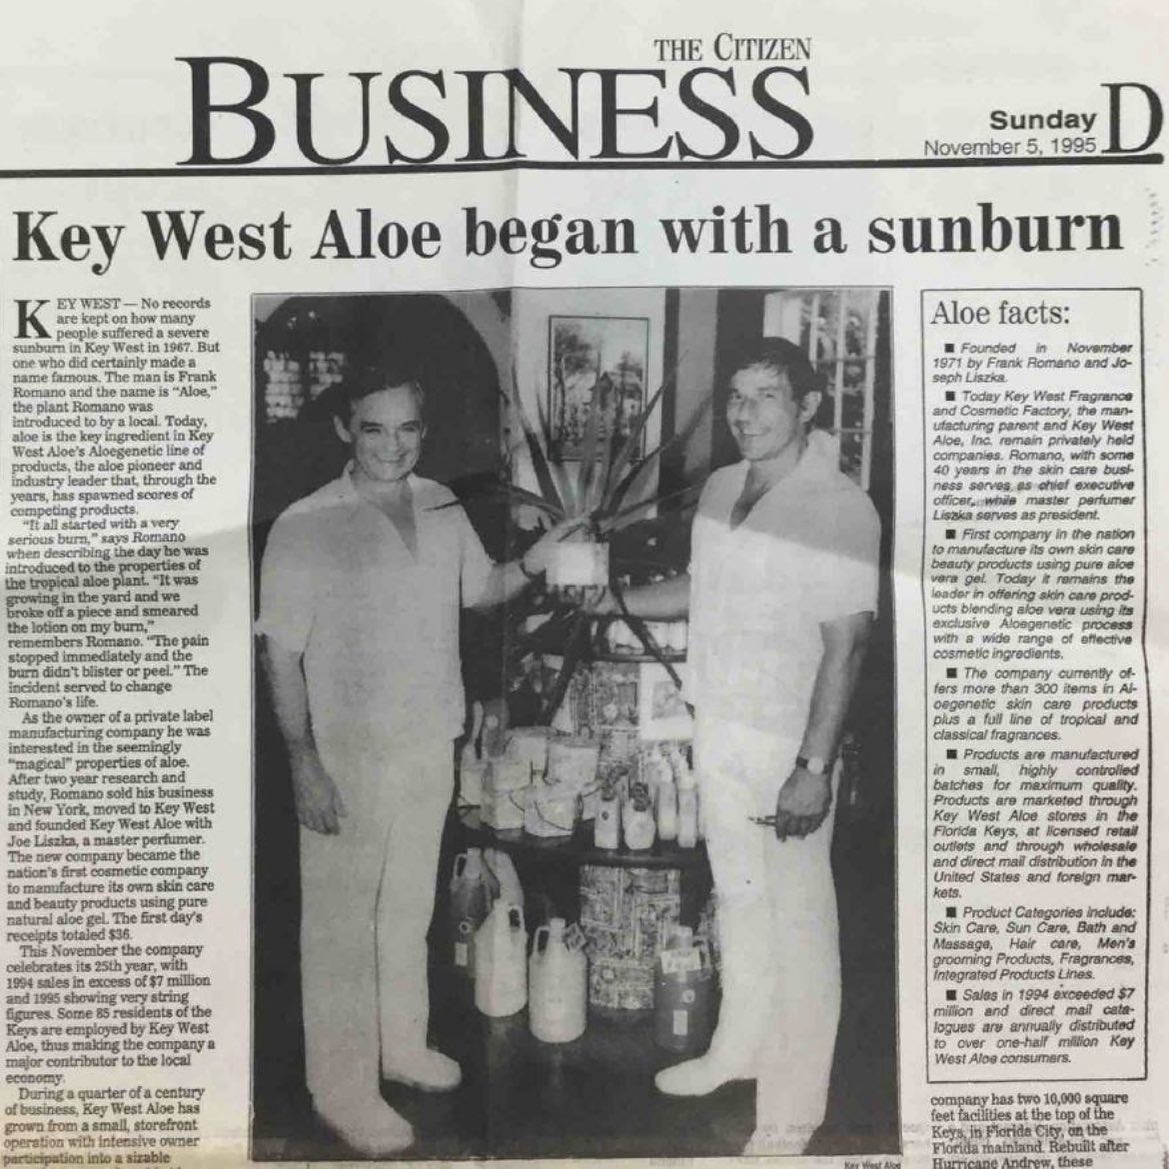 THE CITIZEN
BUSINESS
Sunday
November 5, 1995
D
Key West Aloe began with a sunburn
KEY WEST — No records
are kept on how many
people suffered a severe
sunburn in Key West in 1967. But
one who did certainly made a
name famous. The man is Frank
Romano and the name is "Aloe,"
the plant Romano was
introduced to by a local. Today,
aloe is the key ingredient in Key
West Aloe's Aloegenetic line of
products, the aloe pioneer and
industry leader that, through the
years, has spawned scores of
competing products.
"It all started with a very
serious burn," says Romano
when describing the day he was
introduced to the properties of
the tropical aloe plant. "It was
growing in the yard and we
broke off a piece and smeared
the lotion on my burn,"
remembers Romano. "The pain
stopped immediately and the
burn didn't blister or peel." The
incident served to change
Romano's life.
As the owner of a private label
manufacturing company he was
interested in the seemingly
"magical" properties of aloe.
After two year research and
study, Romano sold his business
in New York, moved to Key West
and founded Key West Aloe with
Joe Liszka, a master perfumer.
The new company became the
nation's first cosmetic company
to manufacture its own skin care
and beauty products using pure
natural aloe gel. The first day's
receipts totaled $36.
This November the company
celebrates its 25th year, with
1994 sales in excess of $7 million
and 1995 showing very string
figures. Some 85 residents of the
Keys are employed by Key West
Aloe, thus making the company a
major contributor to the local
economy.
During a quarter of a century
of business, Key West Aloe has
grown from a small, storefront
operation with intensive owner
participation into a sizable
Key West Aloe
Aloe facts:
■ Founded in November
1971 by Frank Romano and Jo-
seph Liszka.
■ Today Key West Fragrance
and Cosmetic Factory, the man-
ufacturing parent and Key West
Aloe, Inc. remain privately held
companies. Romano, with some
40 years in the skin care busi-
ness serves as chief executive
officer, while master perfumer
Liszka serves as president.
■ First company in the nation
to manufacture its own skin care
beauty products using pure aloe
vera gel. Today it remains the
leader in offering skin care prod-
ucts blending aloe vera using its
exclusive Aloegenetic process
with a wide range of effective
cosmetic ingredients.
■ The company currently of-
fers more than 300 items in Al-
oegenetic skin care products
plus a full line of tropical and
classical fragrances.
■ Products are manufactured
in small, highly controlled
batches for maximum quality.
Products are marketed through
Key West Aloe stores in the
Florida Keys, at licensed retail
outlets and through wholesale
and direct mail distribution in the
United States and foreign mar-
kets.
■ Product Categories include:
Skin Care, Sun Care, Bath and
Massage, Hair care, Men's
grooming Products, Fragrances,
Integrated Products Lines.
■ Sales in 1994 exceeded $7
million and direct mail cata-
logues are annually distributed
to over one-half million Key
West Aloe consumers.
company has two 10,000 square
feet facilities at the top of the
Keys, in Florida City, on the
Florida mainland. Rebuilt after
Hurricane Andrew, these